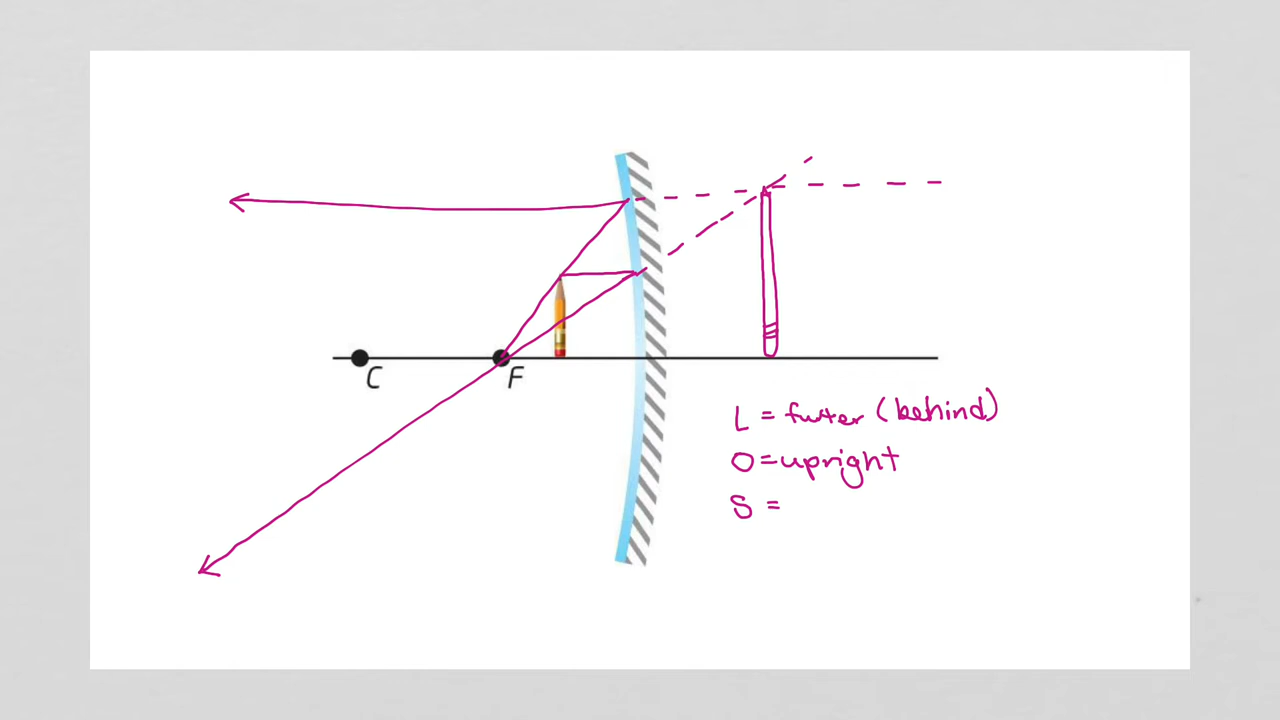 C
F
L = futer (behind)
O = upright
S =